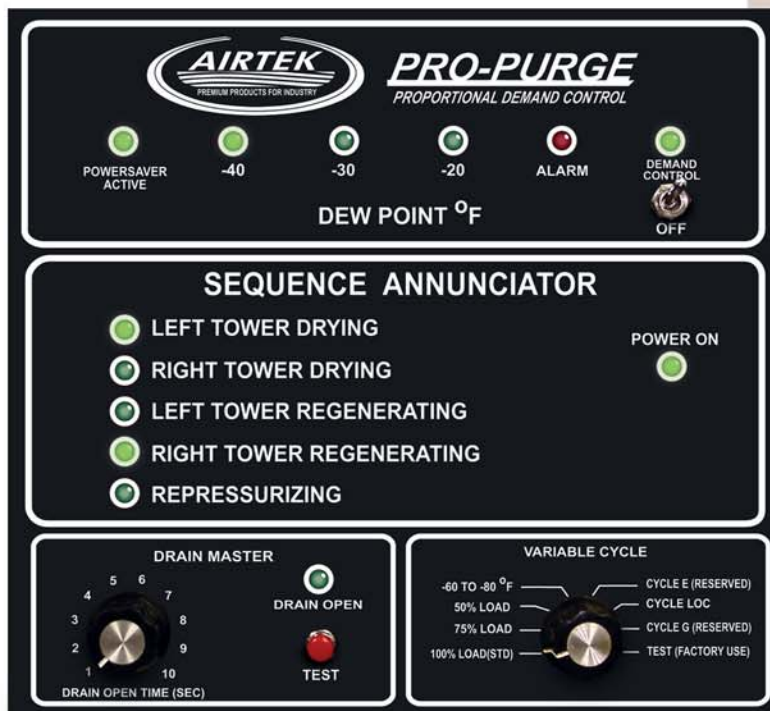 AIRTEK
PREMIUM PRODUCTS FOR INDUSTRY
PRO-PURGE
PROPORTIONAL DEMAND CONTROL
POWERSAVER
ACTIVE
-40
-30
-20
ALARM
DEMAND
CONTROL
OFF
DEW POINT °F
SEQUENCE ANNUNCIATOR
LEFT TOWER DRYING
RIGHT TOWER DRYING
LEFT TOWER REGENERATING
RIGHT TOWER REGENERATING
REPRESSURIZING
POWER ON
DRAIN MASTER
1
2
3
4
5
6
7
8
9
10
DRAIN OPEN TIME (SEC)
DRAIN OPEN
TEST
VARIABLE CYCLE
-60 TO -80 °F
50% LOAD
75% LOAD
100% LOAD(STD)
CYCLE E (RESERVED)
CYCLE LOC
CYCLE G (RESERVED)
TEST (FACTORY USE)